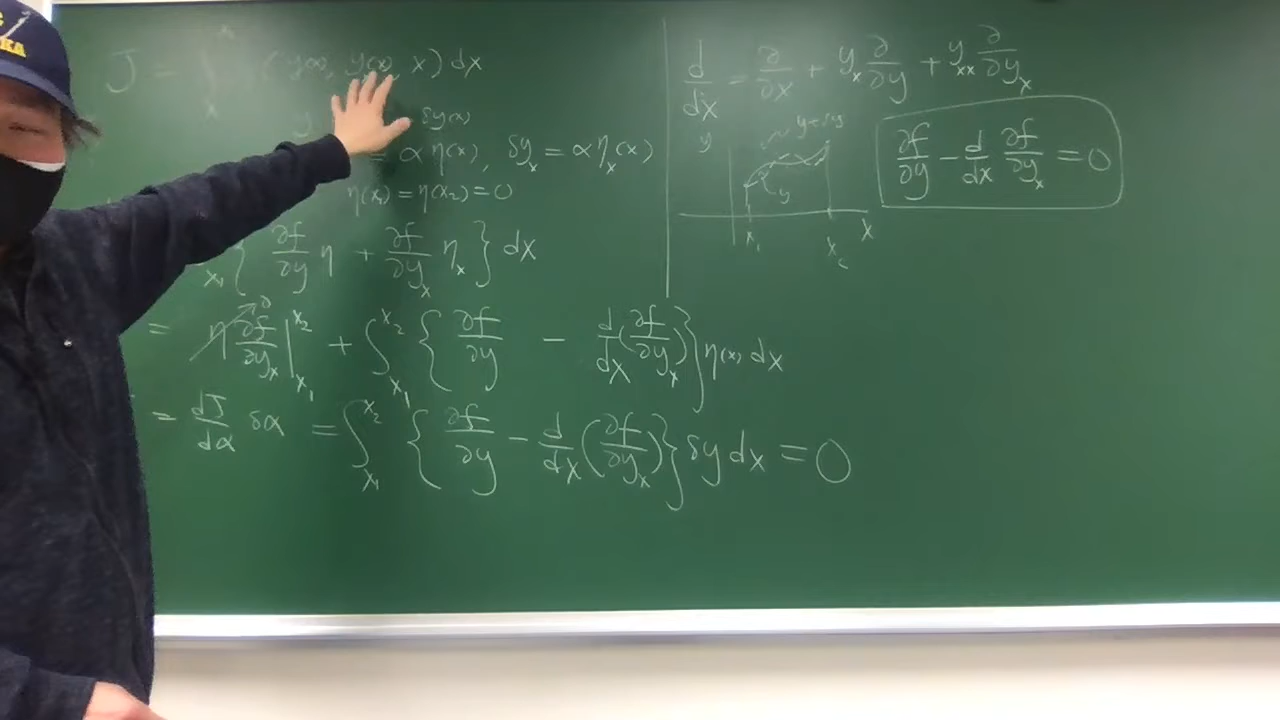 J = ∫ (y(x), y(x), x) dx
δy(x)
= α η(x), δy_x = α η_x(x)
η(x₁) = η(x₂) = 0
x₁ { ∂f/∂y η + ∂f/∂y_x η_x } dx
= η ∂f/∂y_x |_{x₁}^{x₂} + ∫_{x₁}^{x₂} { ∂f/∂y − d/dx (∂f/∂y_x) } η(x) dx
0
= dJ/dα δα = ∫_{x₁}^{x₂} { ∂f/∂y − d/dx (∂f/∂y_x) } δy dx = 0
d/dx = ∂/∂x + y_x ∂/∂y + y_xx ∂/∂y_x
y
y+δy
y
x₁
x₂
x
∂f/∂y − d/dx ∂f/∂y_x = 0